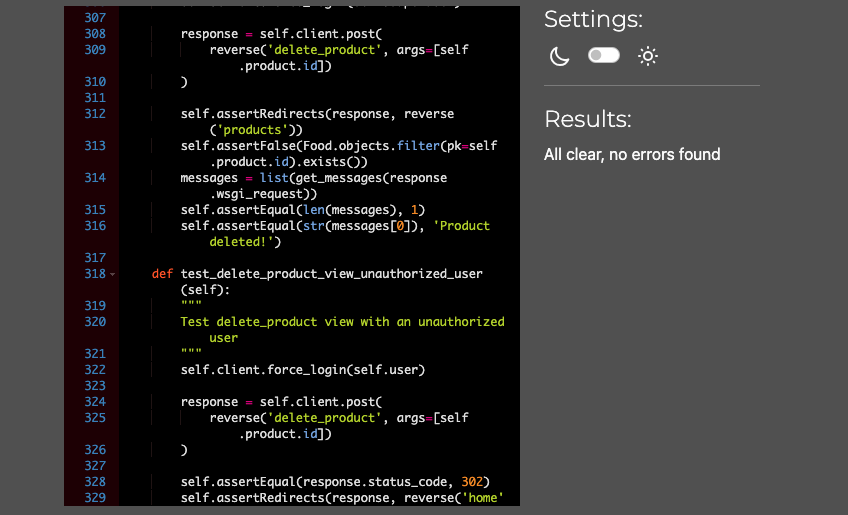 307
308 response = self.client.post(
309 reverse('delete_product', args=[self
.product.id])
310 )
311
312 self.assertRedirects(response, reverse
('products'))
313 self.assertFalse(Food.objects.filter(pk=self
.product.id).exists())
314 messages = list(get_messages(response
.wsgi_request))
315 self.assertEqual(len(messages), 1)
316 self.assertEqual(str(messages[0]), 'Product
deleted!')
317
318 def test_delete_product_view_unauthorized_user
(self):
319 """
320 Test delete_product view with an unauthorized
user
321 """
322 self.client.force_login(self.user)
323
324 response = self.client.post(
325 reverse('delete_product', args=[self
.product.id])
326 )
327
328 self.assertEqual(response.status_code, 302)
329 self.assertRedirects(response, reverse('home'
Settings:
Results:
All clear, no errors found